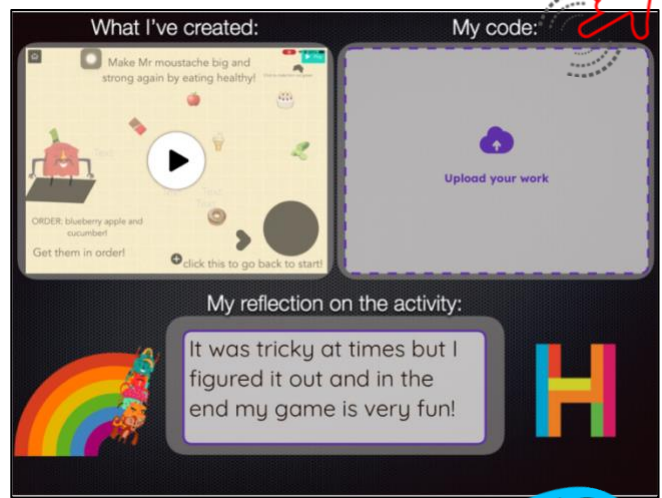 What I've created:
My code:
Make Mr moustache big and
strong again by eating healthy!
ORDER: blueberry apple and
cucumber!
Get them in order!
click this to go back to start!
Upload your work
My reflection on the activity:
It was tricky at times but I
figured it out and in the
end my game is very fun!
H